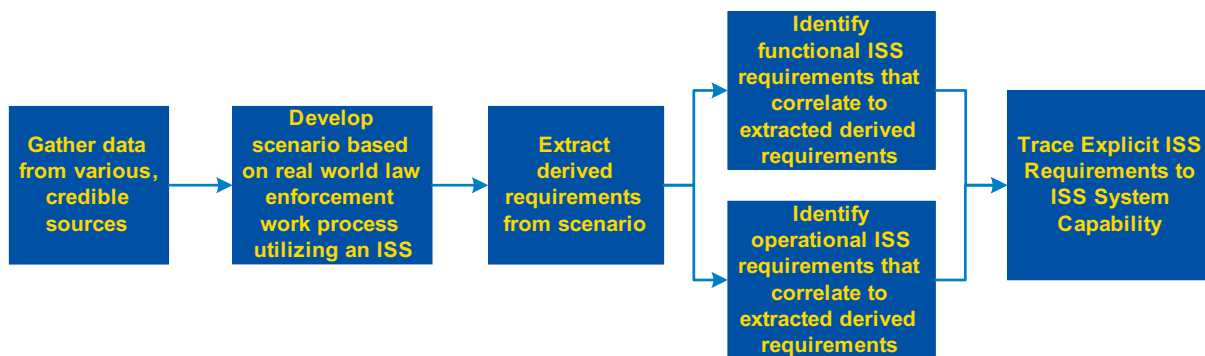 Gather data
from various,
credible
sources
Develop
scenario based
on real world law
enforcement
work process
utilizing an ISS
Extract
derived
requirements
from scenario
Identify
functional ISS
requirements that
correlate to
extracted derived
requirements
Identify
operational ISS
requirements that
correlate to
extracted derived
requirements
Trace Explicit ISS
Requirements to
ISS System
Capability